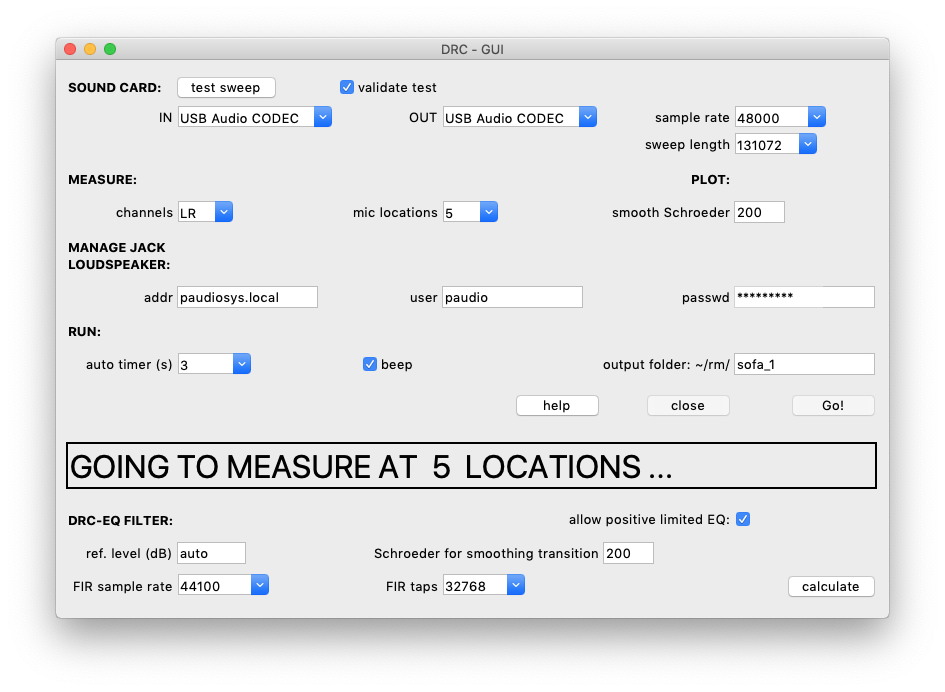 DRC - GUI
SOUND CARD: test sweep validate test
IN USB Audio CODEC OUT USB Audio CODEC sample rate 48000
sweep length 131072
MEASURE: PLOT:
channels LR mic locations 5 smooth Schroeder 200
MANAGE JACK
LOUDSPEAKER:
addr paudiosys.local user paudio passwd *********
RUN:
auto timer (s) 3 beep output folder: ~/rm/ sofa_1
help close Go!
GOING TO MEASURE AT 5 LOCATIONS ...
DRC-EQ FILTER: allow positive limited EQ:
ref. level (dB) auto Schroeder for smoothing transition 200
FIR sample rate 44100 FIR taps 32768 calculate